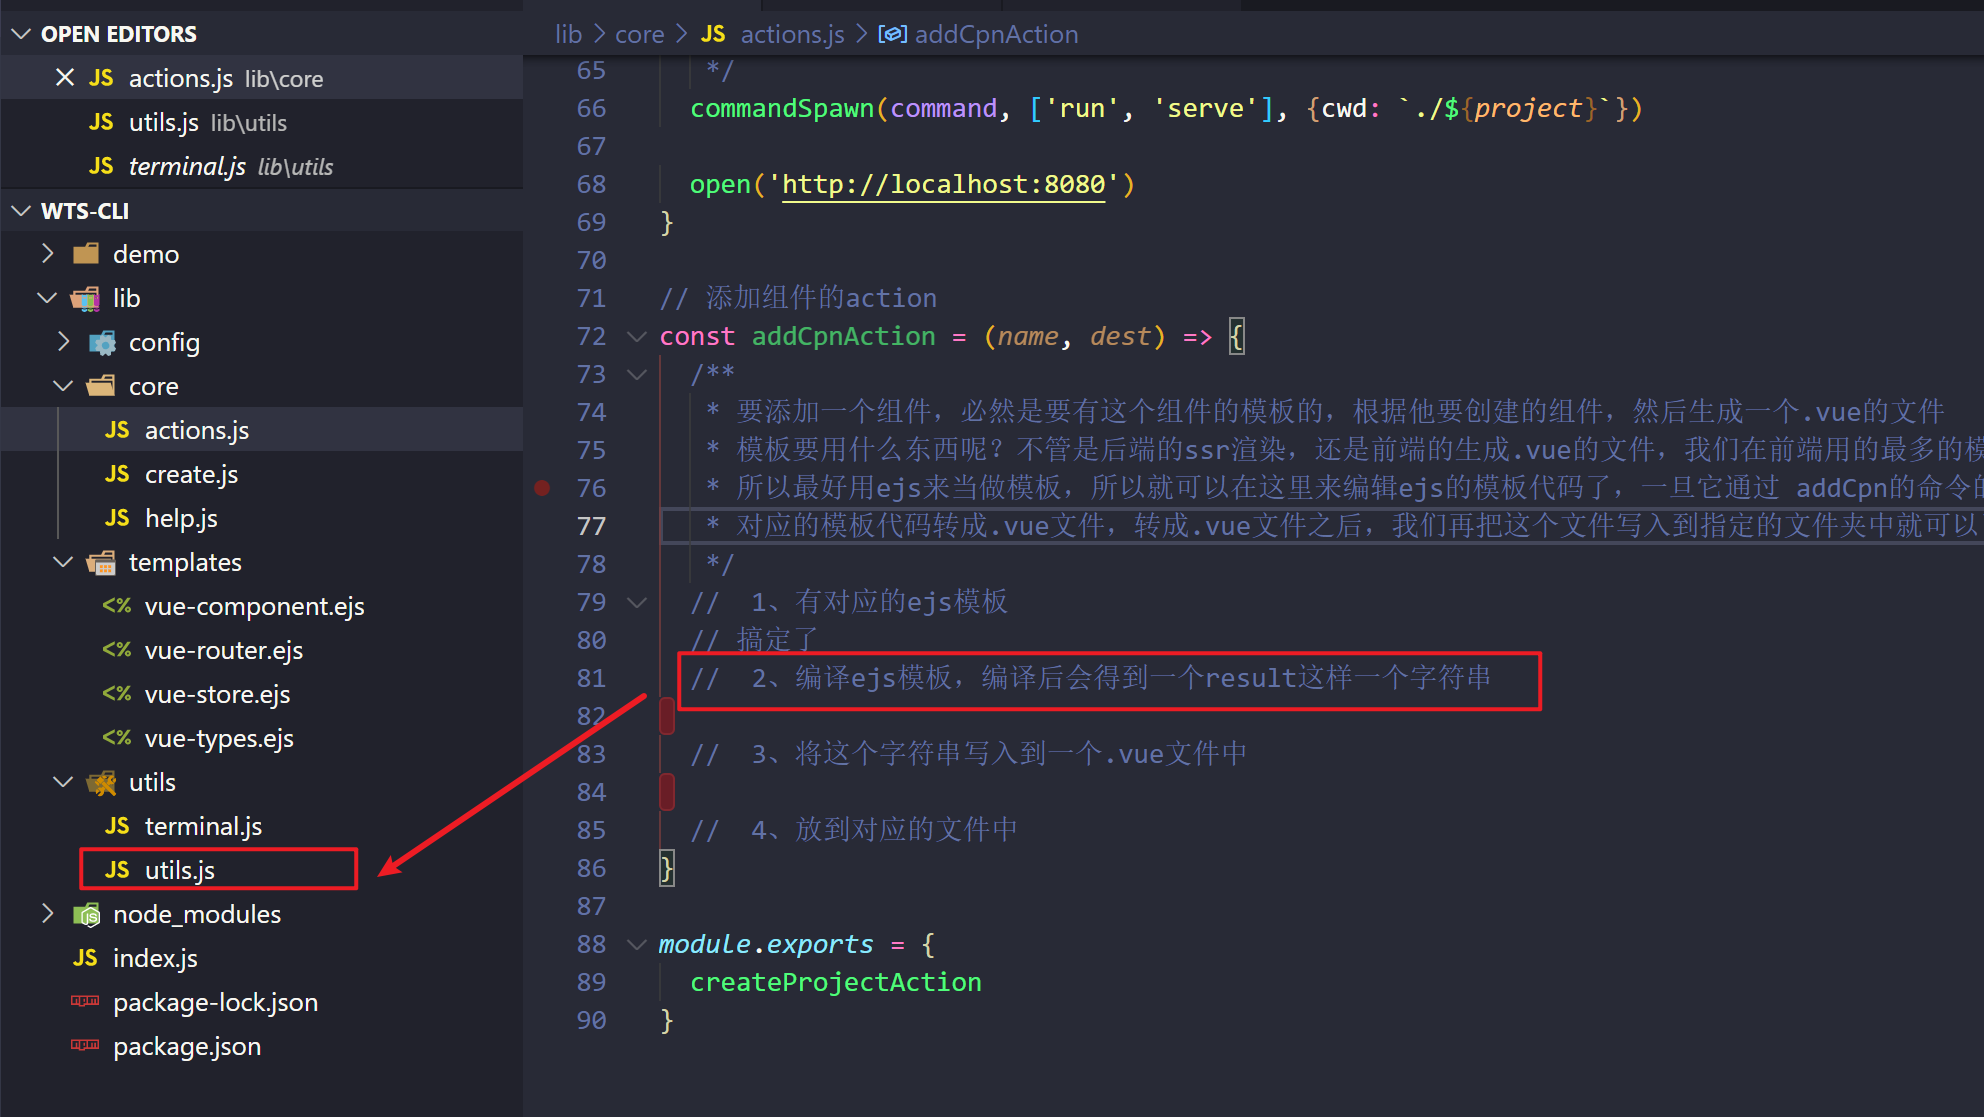 OPEN EDITORS
JS actions.js lib\core
JS utils.js lib\utils
JS terminal.js lib\utils
WTS-CLI
demo
lib
config
core
JS actions.js
JS create.js
JS help.js
templates
<% vue-component.ejs
<% vue-router.ejs
<% vue-store.ejs
<% vue-types.ejs
utils
JS terminal.js
JS utils.js
node_modules
JS index.js
package-lock.json
package.json
lib > core > JS actions.js > addCpnAction
65 */
66 commandSpawn(command, ['run', 'serve'], {cwd: `./${project}`})
67
68 open('http://localhost:8080')
69 }
70
71 // 添加组件的action
72 const addCpnAction = (name, dest) => {
73 /**
74 * 要添加一个组件，必然是要有这个组件的模板的，根据他要创建的组件，然后生成一个.vue的文件
75 * 模板要用什么东西呢？不管是后端的ssr渲染，还是前端的生成.vue的文件，我们在前端用的最多的模
76 * 所以最好用ejs来当做模板，所以就可以在这里来编辑ejs的模板代码了，一旦它通过 addCpn的命令的
77 * 对应的模板代码转成.vue文件，转成.vue文件之后，我们再把这个文件写入到指定的文件夹中就可以
78 */
79 // 1、有对应的ejs模板
80 // 搞定了
81 // 2、编译ejs模板，编译后会得到一个result这样一个字符串
82
83 // 3、将这个字符串写入到一个.vue文件中
84
85 // 4、放到对应的文件中
86 }
87
88 module.exports = {
89 createProjectAction
90 }